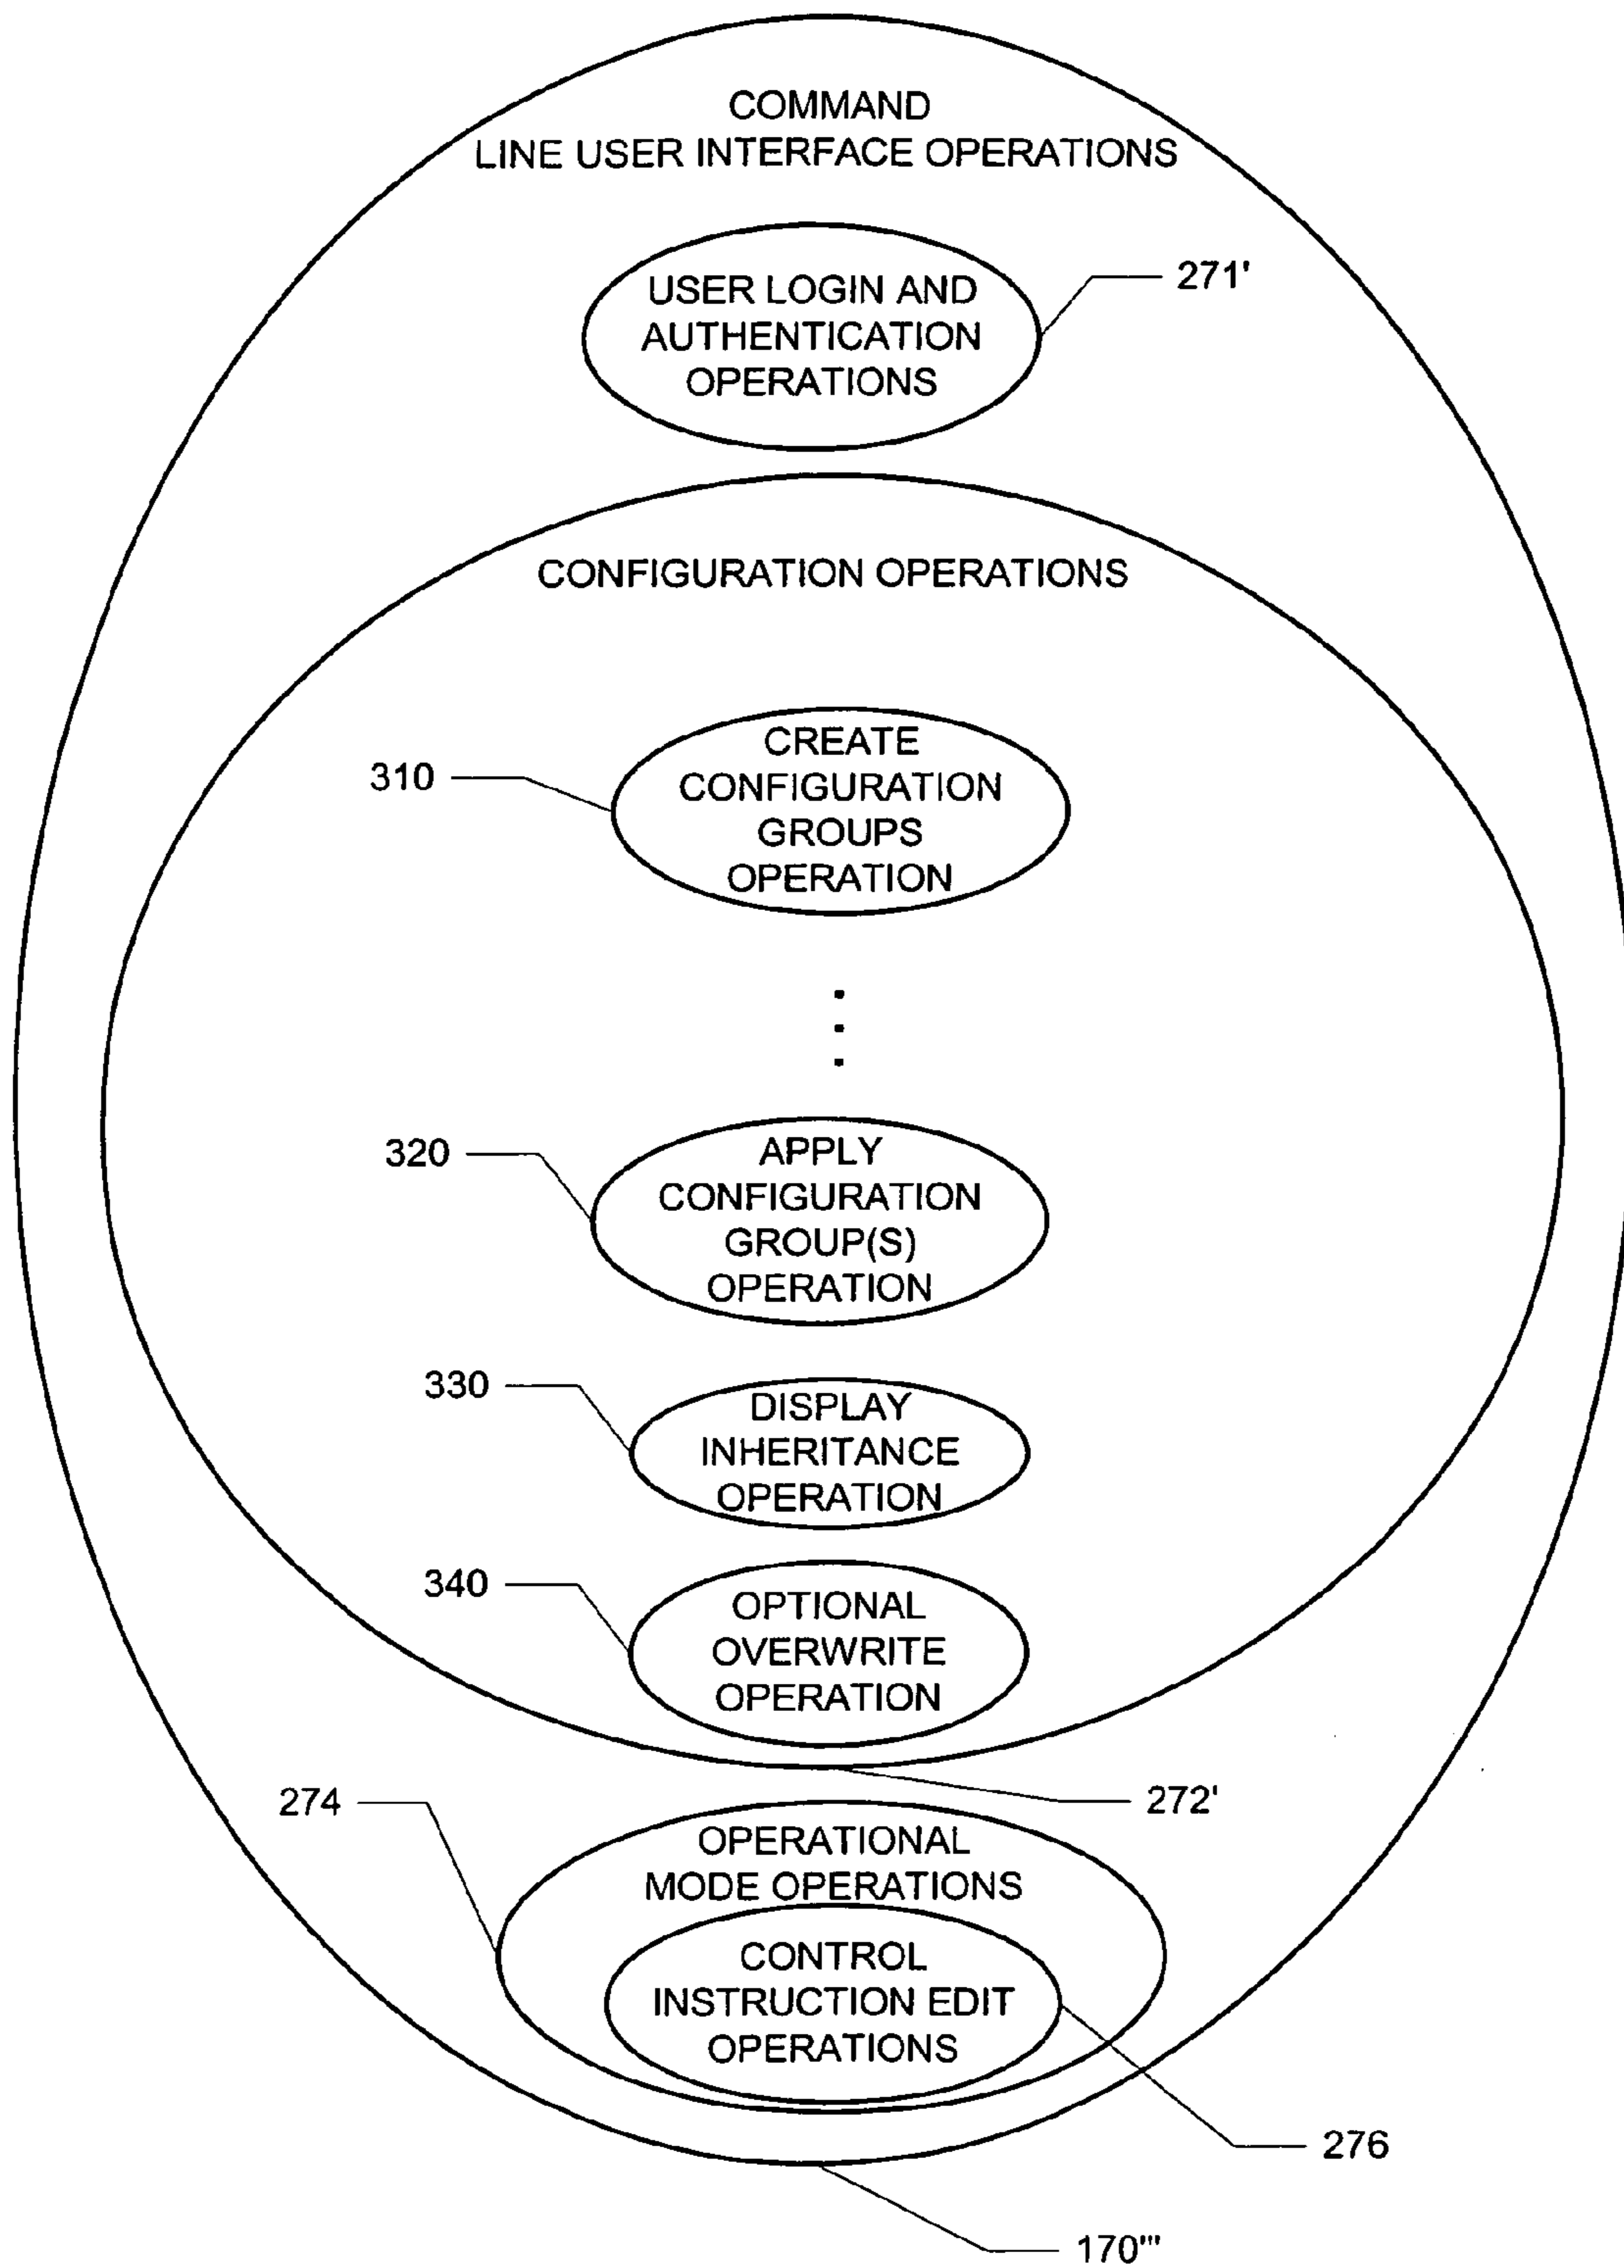 COMMAND
LINE USER INTERFACE OPERATIONS
USER LOGIN AND
AUTHENTICATION
OPERATIONS
271'
CONFIGURATION OPERATIONS
310
CREATE
CONFIGURATION
GROUPS
OPERATION
320
APPLY
CONFIGURATION
GROUP(S)
OPERATION
330
DISPLAY
INHERITANCE
OPERATION
340
OPTIONAL
OVERWRITE
OPERATION
272'
274
OPERATIONAL
MODE OPERATIONS
CONTROL
INSTRUCTION EDIT
OPERATIONS
276
170'''